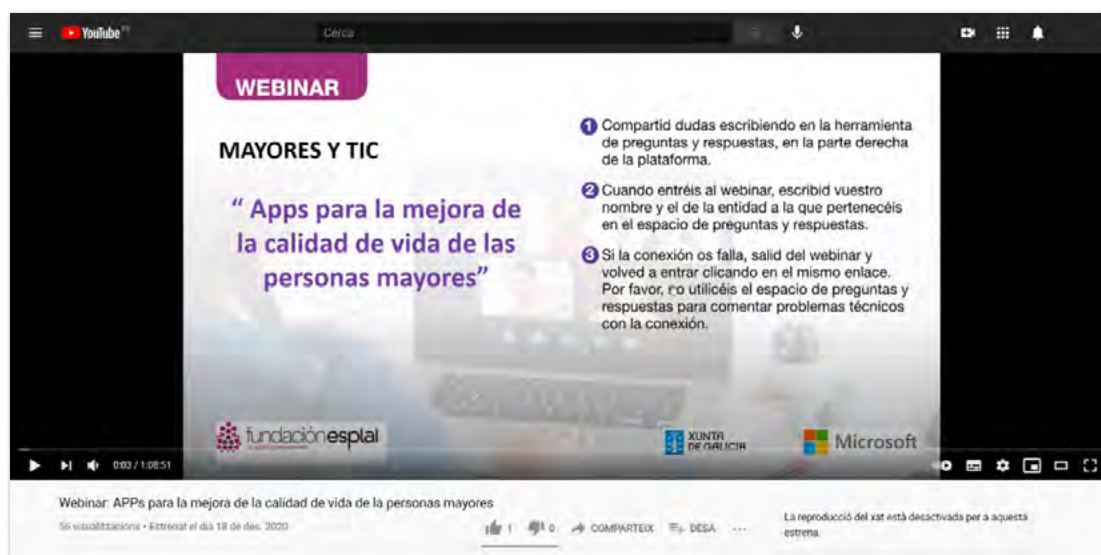 YouTube
Cerca
WEBINAR
MAYORES Y TIC
“ Apps para la mejora de
la calidad de vida de las
personas mayores”
1 Compartid dudas escribiendo en la herramienta
de preguntas y respuestas, en la parte derecha
de la plataforma.
2 Cuando entréis al webinar, escribid vuestro
nombre y el de la entidad a la que pertenecéis
en el espacio de preguntas y respuestas.
3 Si la conexión os falla, salid del webinar y
volved a entrar clicando en el mismo enlace.
Por favor, no utilicéis el espacio de preguntas y
respuestas para comentar problemas técnicos
con la conexión.
fundación esplai
XUNTA
DE GALICIA
Microsoft
0:03 / 1:08:51
Webinar: APPs para la mejora de la calidad de vida de la personas mayores
visualitzacions • Estrenat el dia 18 de des. 2020
1 0 COMPARTEIX DESA ...
La reproducció del xat està desactivada per a aquesta
estrena.